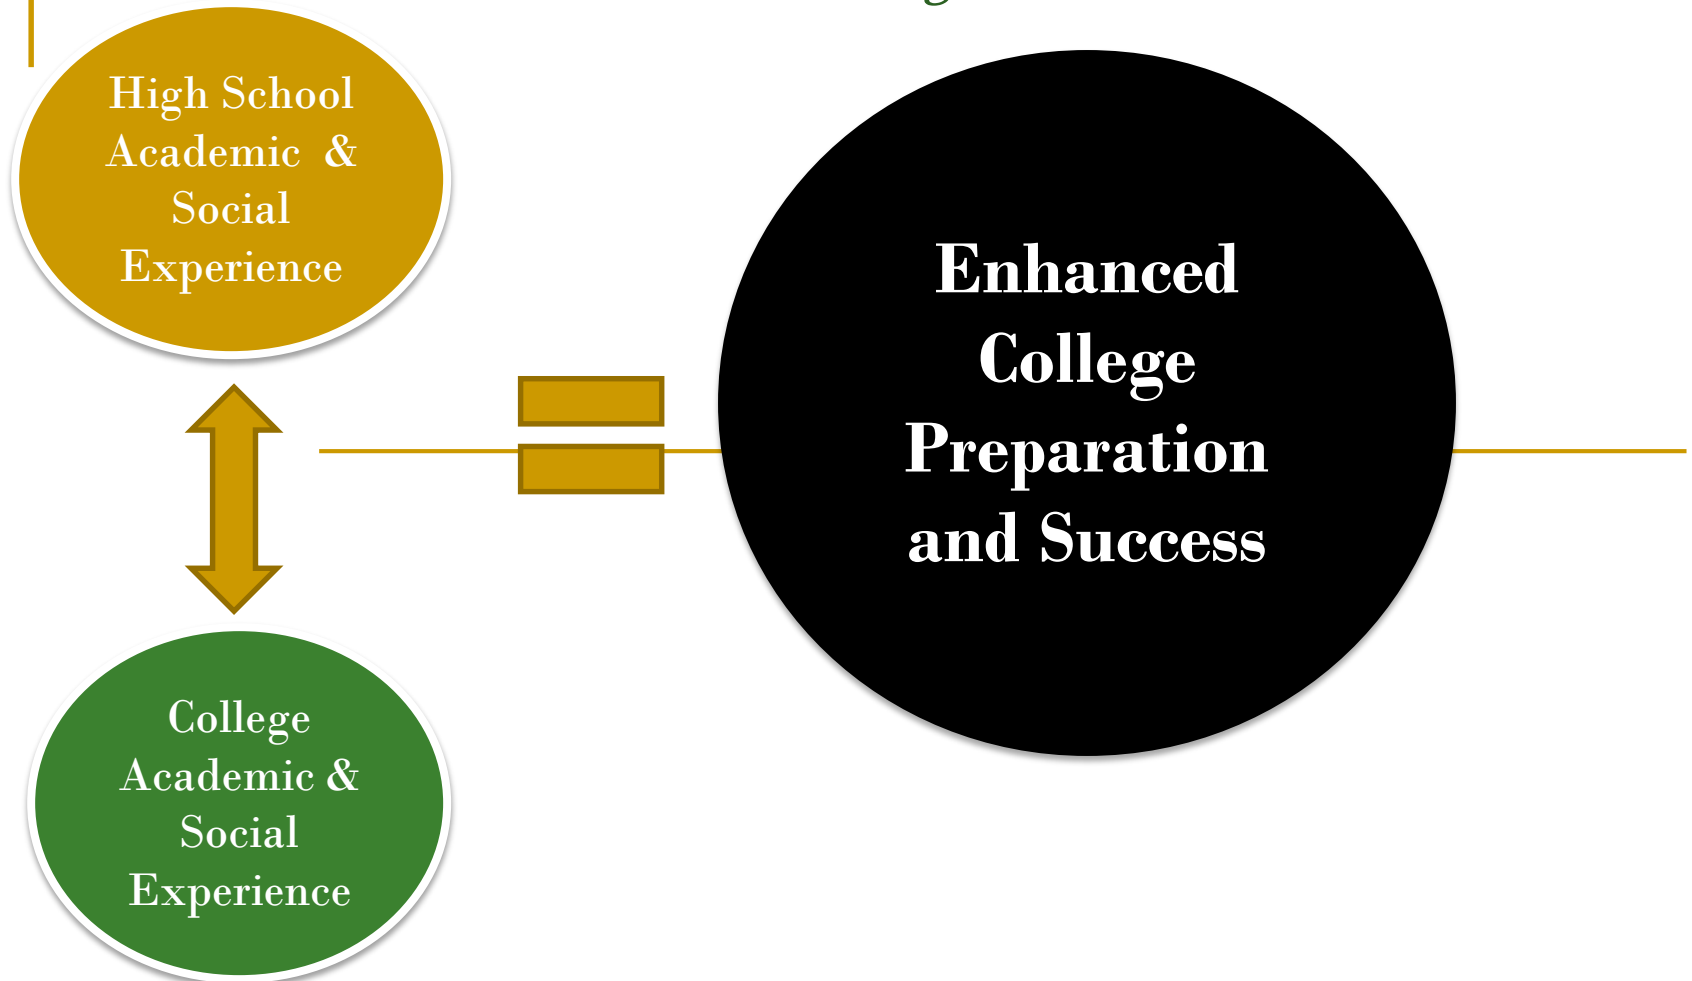 High School
Academic & 
Social
Experience
Enhanced
College
Preparation
and Success
College
Academic &
Social
Experience